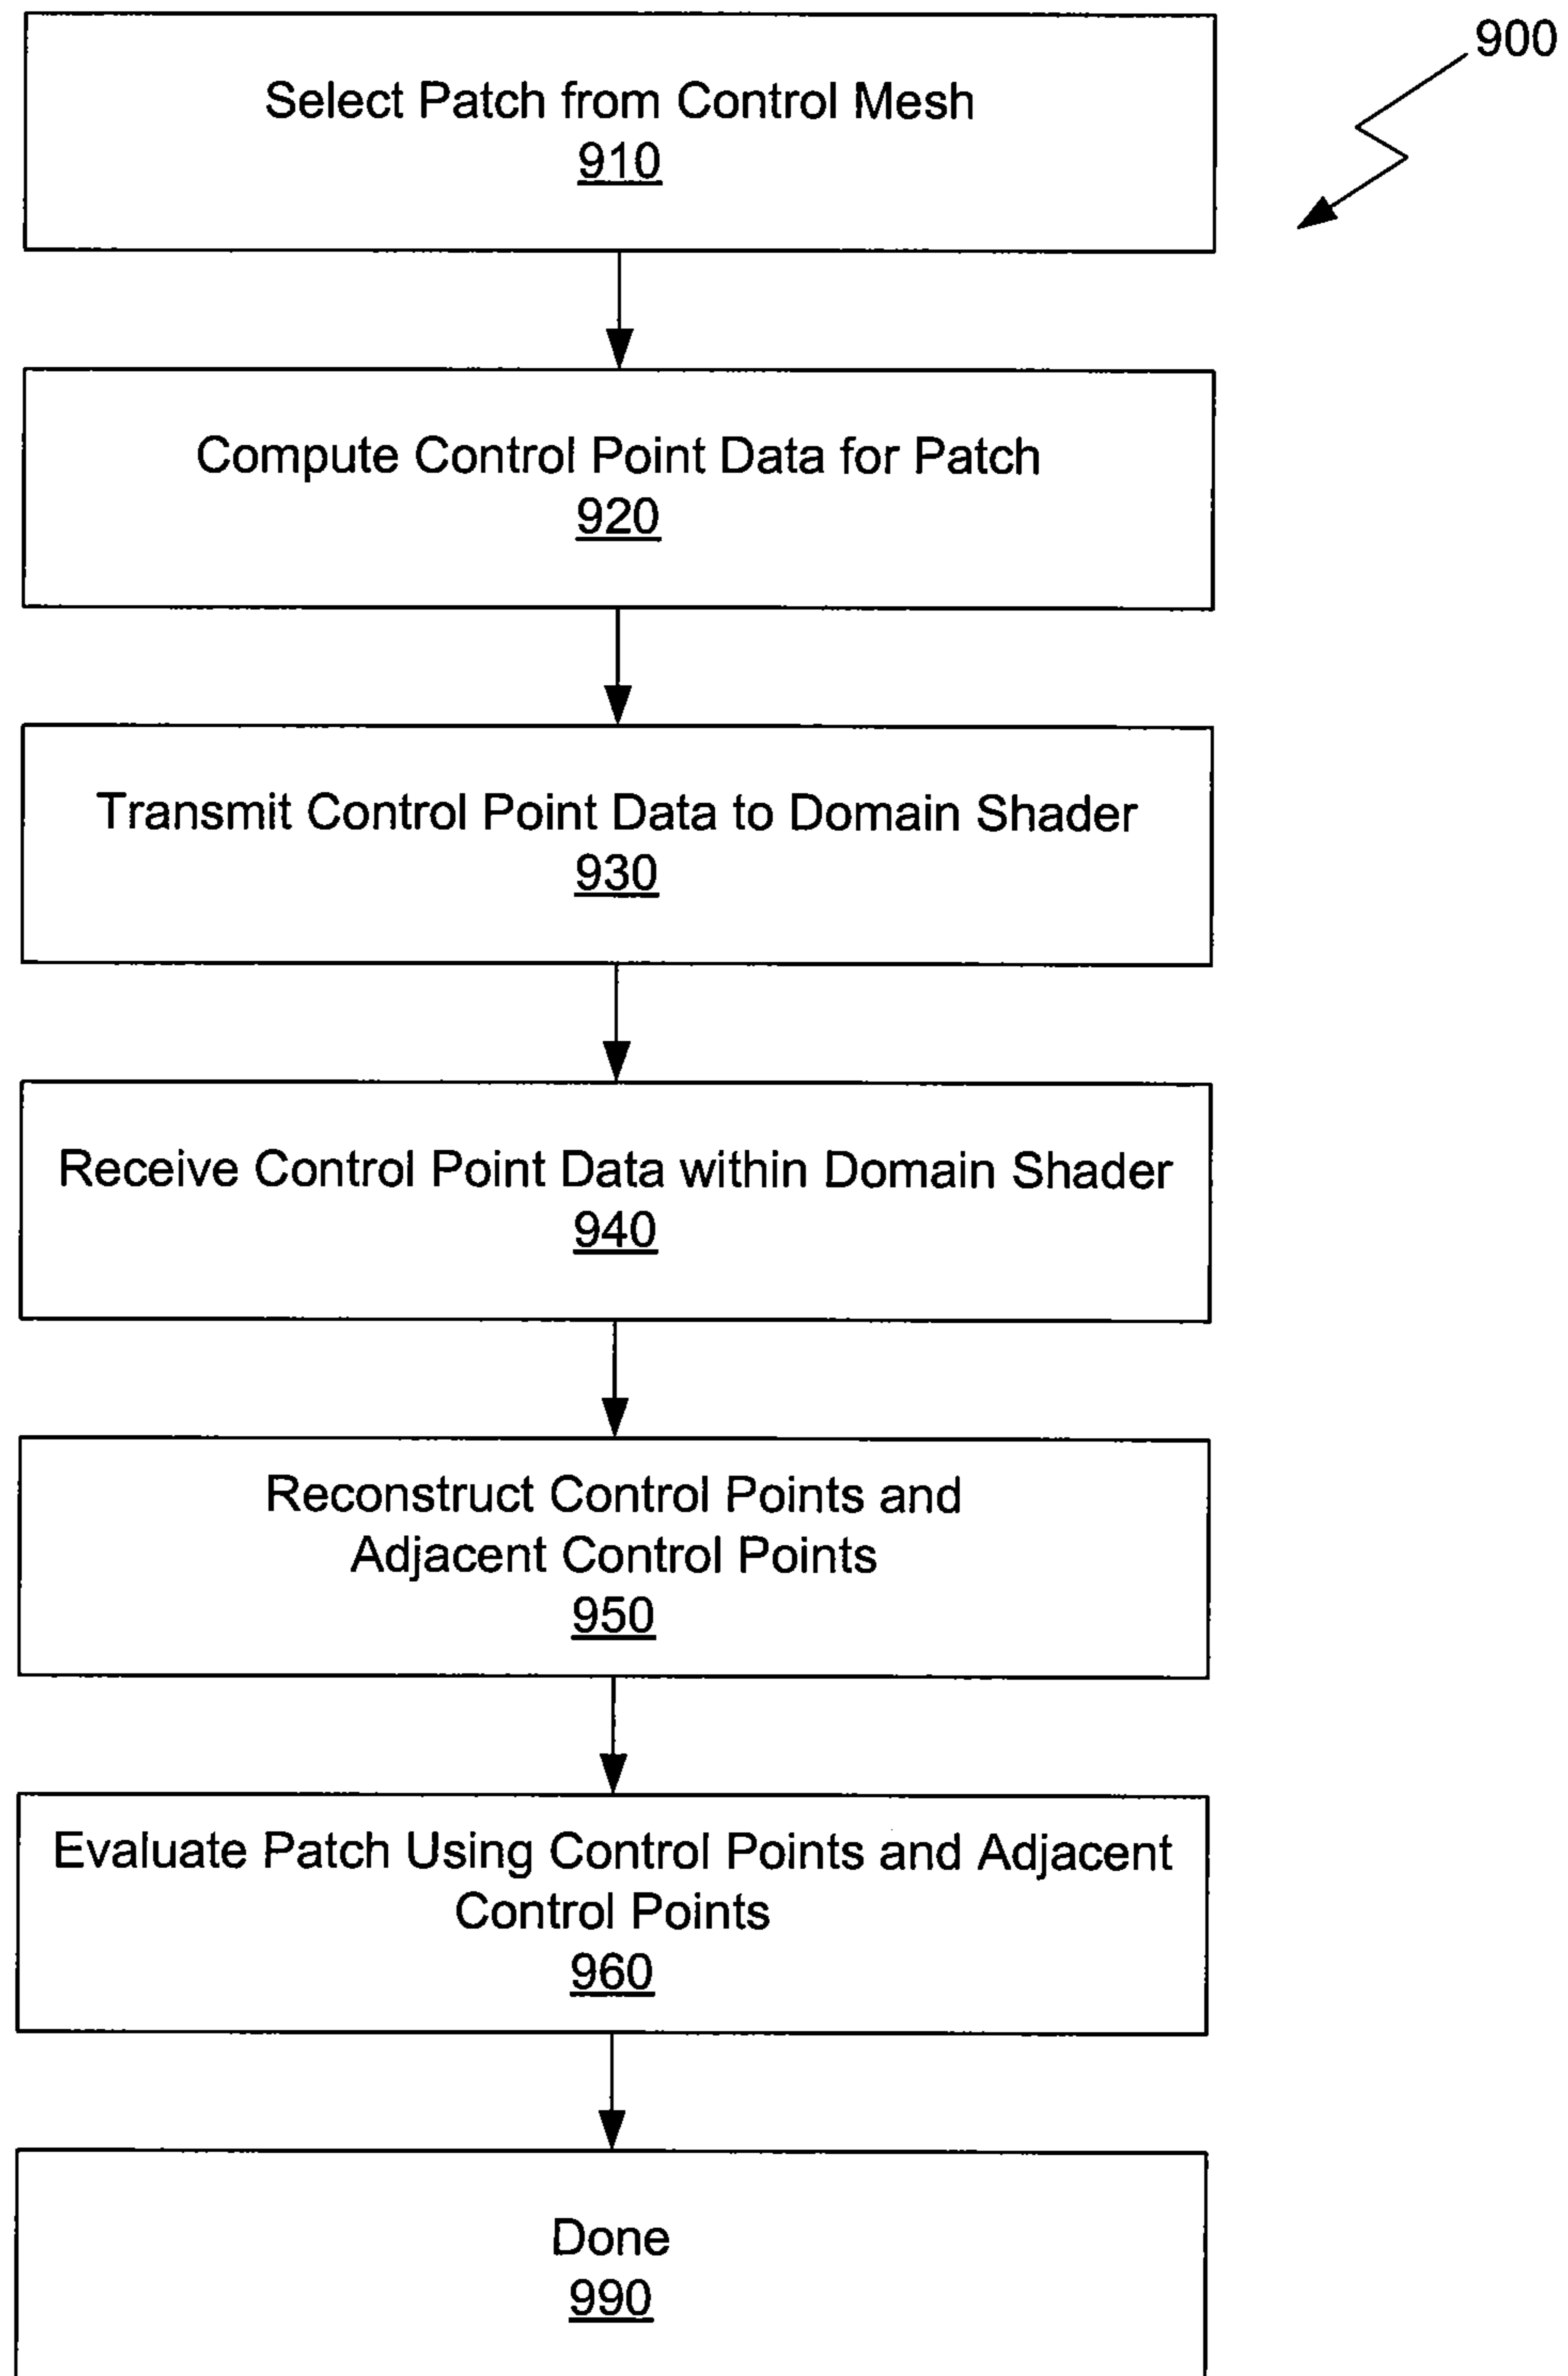 900
Select Patch from Control Mesh
910
Compute Control Point Data for Patch
920
Transmit Control Point Data to Domain Shader
930
Receive Control Point Data within Domain Shader
940
Reconstruct Control Points and
Adjacent Control Points
950
Evaluate Patch Using Control Points and Adjacent
Control Points
960
Done
990